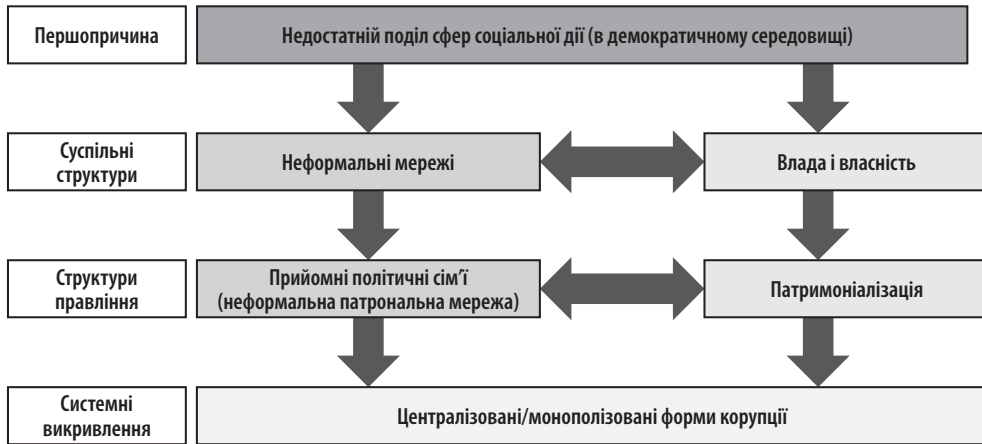 Першопричина
Недостатній поділ сфер соціальної дії (в демократичному середовищі)
Суспільні
структури
Неформальні мережі
Влада і власність
Структури
правління
Прийомні політичні сім’ї
(неформальна патрональна мережа)
Патримоніалізація
Системні
викривлення
Централізовані/монополізовані форми корупції